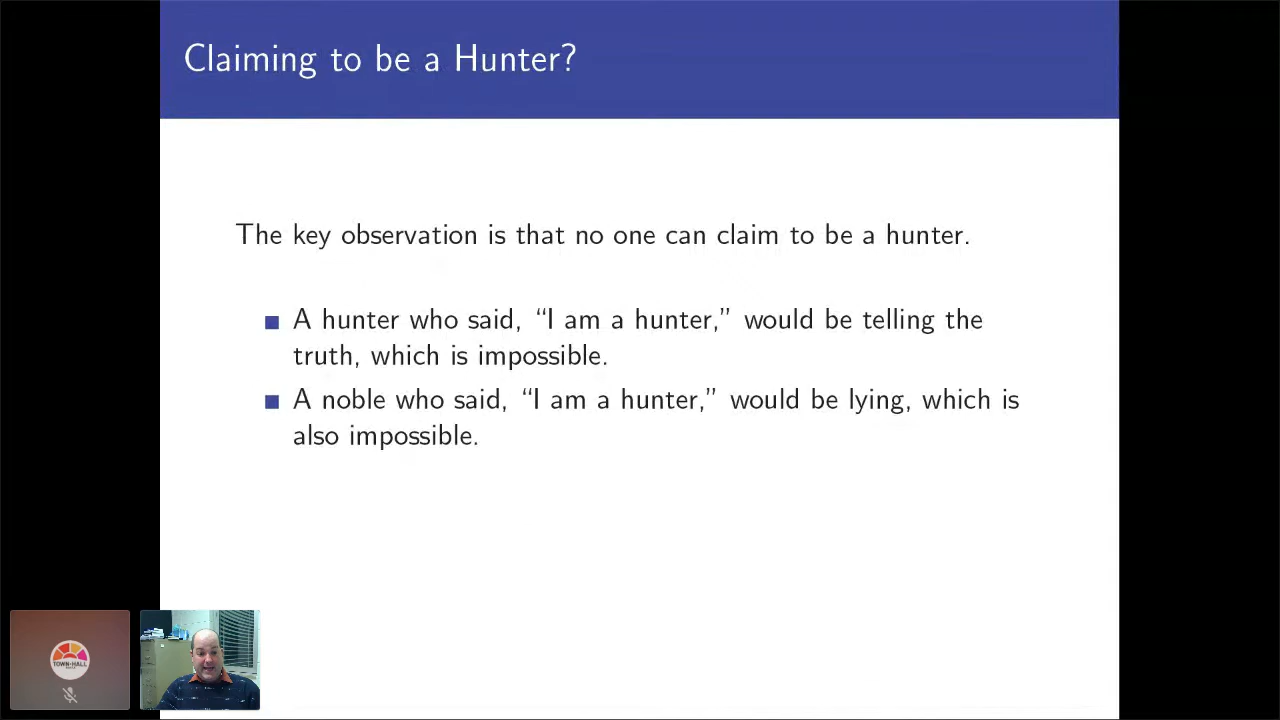 Claiming to be a Hunter?
The key observation is that no one can claim to be a hunter.
A hunter who said, “I am a hunter,” would be telling the
truth, which is impossible.
A noble who said, “I am a hunter,” would be lying, which is
also impossible.
TOWN-HALL